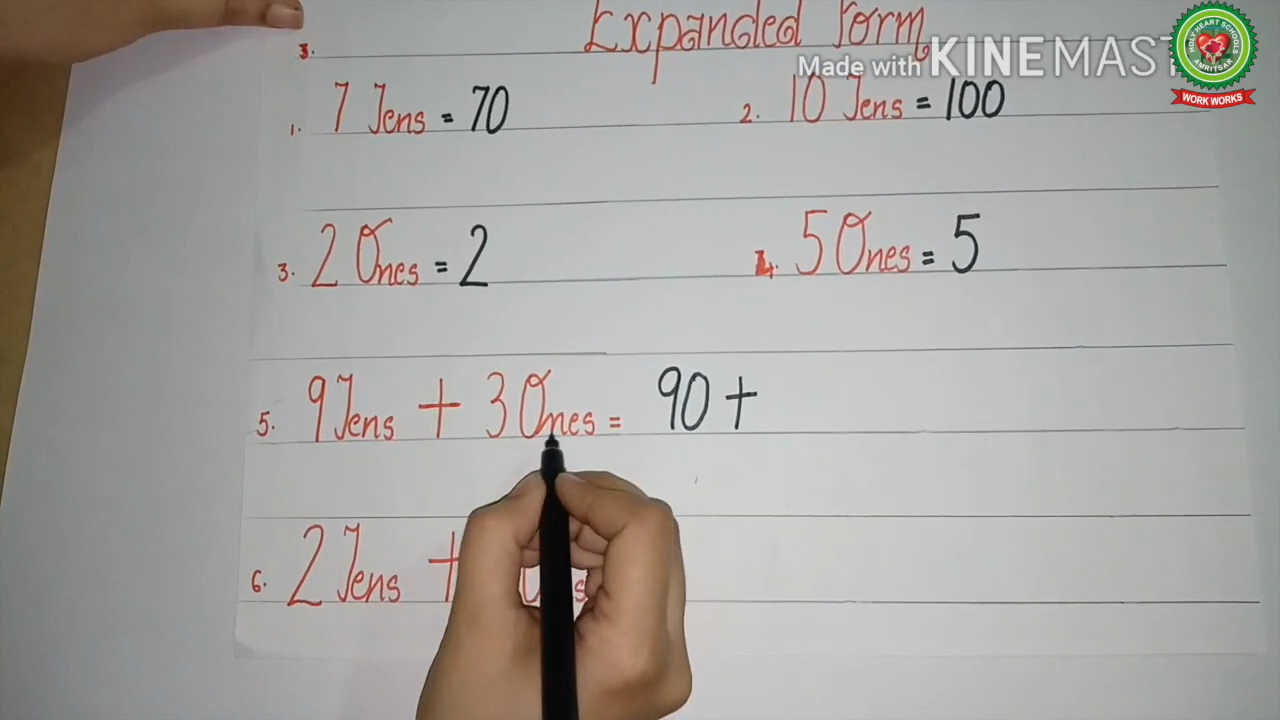 Expanded Form
3.
Made with KINEMAST
HOLY HEART SCHOOLS
AMRITSAR
WORK WORKS
1. 7 Tens = 70
2. 10 Tens = 100
3. 2 Ones = 2
4. 5 Ones = 5
5. 9 Tens + 3 Ones = 90 +
6. 2 Tens +